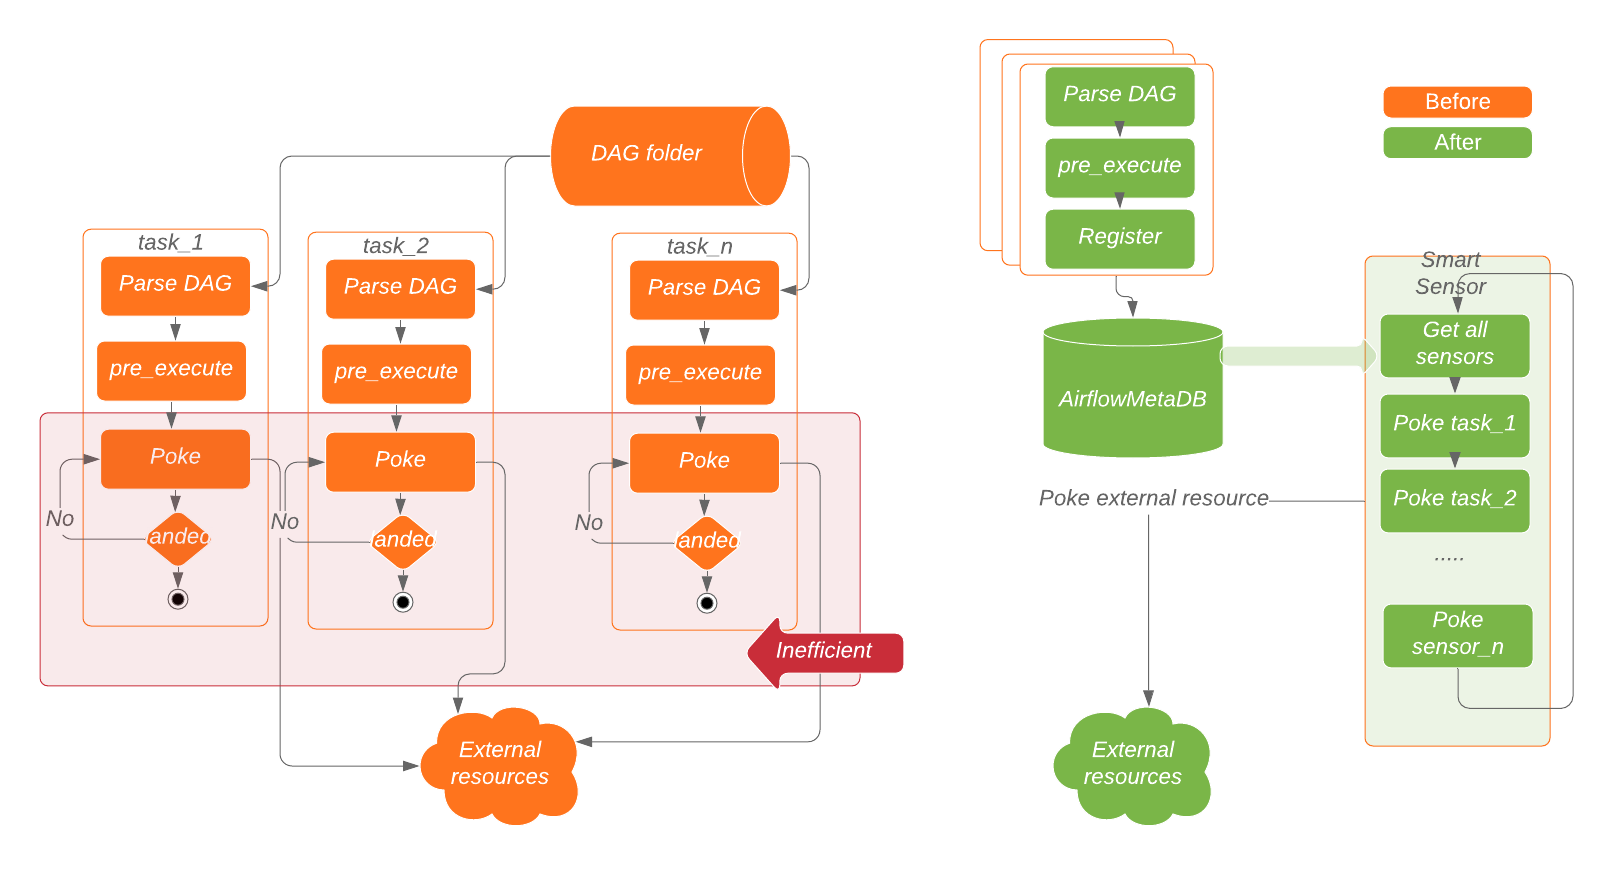 DAG folder
task_1
Parse DAG
pre_execute
Poke
No
anded
task_2
Parse DAG
pre_execute
Poke
No
anded
task_n
Parse DAG
pre_execute
Poke
No
anded
Inefficient
External
resources
Parse DAG
pre_execute
Register
AirflowMetaDB
Poke external resource
External
resources
Before
After
Smart
Sensor
Get all
sensors
Poke task_1
Poke task_2
.....
Poke
sensor_n